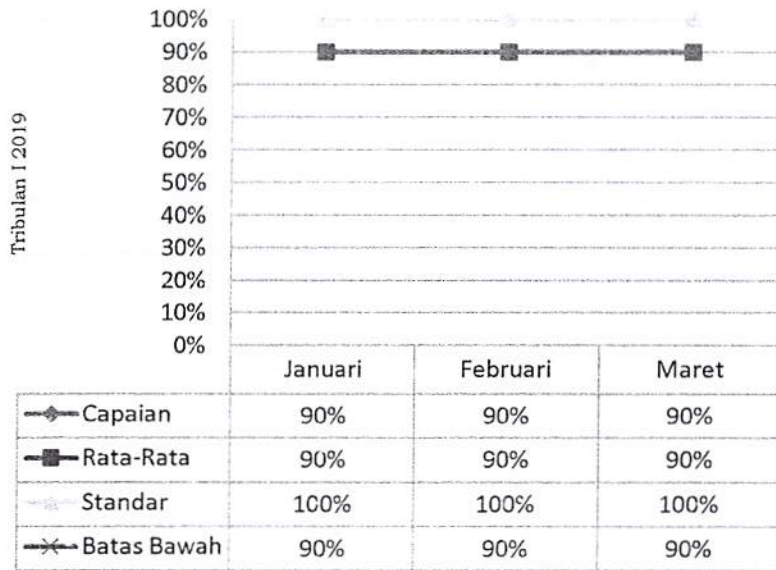 100%
90%
80%
70%
60%
50%
40%
30%
20%
10%
0%
Tribulan I 2019
Januari Februari Maret
Capaian 90% 90% 90%
Rata-Rata 90% 90% 90%
Standar 100% 100% 100%
Batas Bawah 90% 90% 90%